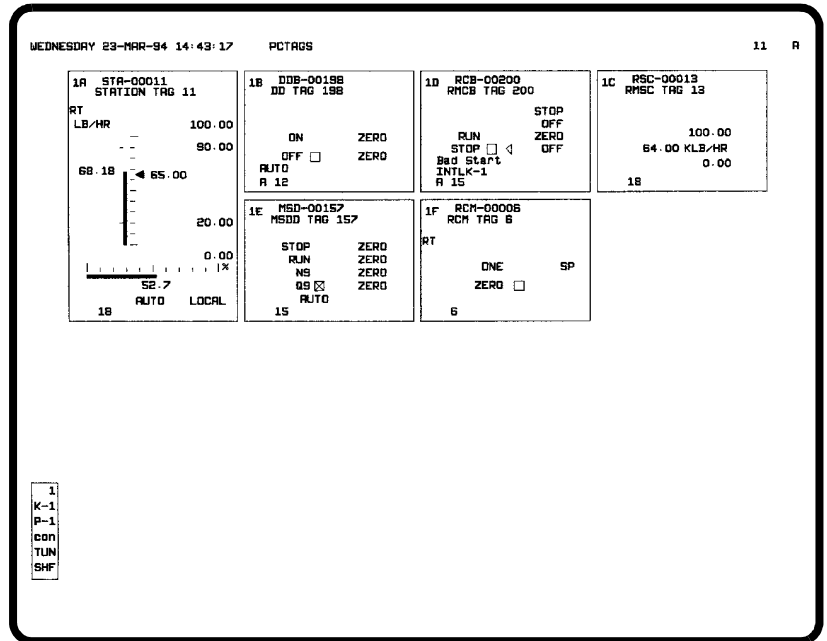 WEDNESDAY 23-MAR-94 14:43:17 PCTAGS 11 A
1A STA-00011
STATION TAG 11
RT
LB/HR 100.00
90.00
68.18 65.00
20.00
0.00
%
52.7
AUTO LOCAL
18
1B DDB-00198
DD TAG 198
ON ZERO
OFF ZERO
AUTO
A 12
1D RCB-00200
RMCB TAG 200
STOP
OFF
RUN ZERO
STOP OFF
Bad Start
INTLK-1
A 15
1C RSC-00013
RMSC TAG 13
100.00
64.00 KLB/HR
0.00
18
1E MSD-00157
MSDD TAG 157
STOP ZERO
RUN ZERO
N9 ZERO
Q9 ZERO
AUTO
15
1F RCM-00006
RCM TAG 6
RT
ONE SP
ZERO
6
1
K-1
P-1
con
TUN
SHF